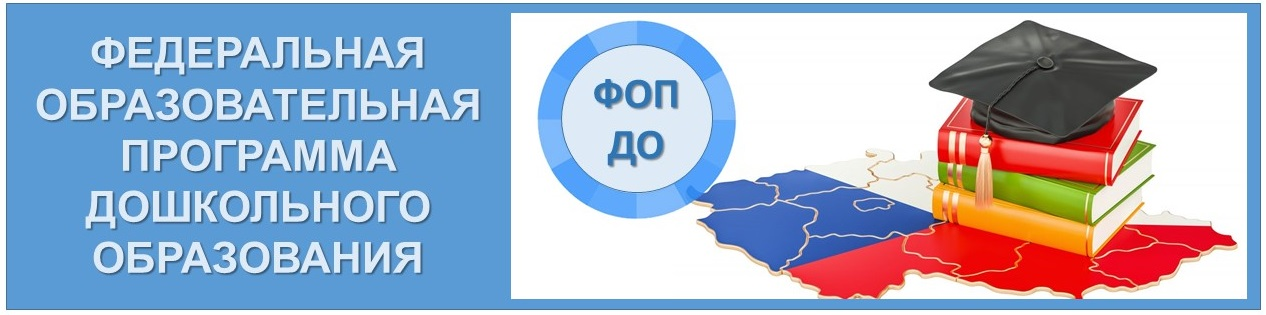 ФЕДЕРАЛЬНАЯ
ОБРАЗОВАТЕЛЬНАЯ
ПРОГРАММА
ДОШКОЛЬНОГО
ОБРАЗОВАНИЯ
ФОП
ДО